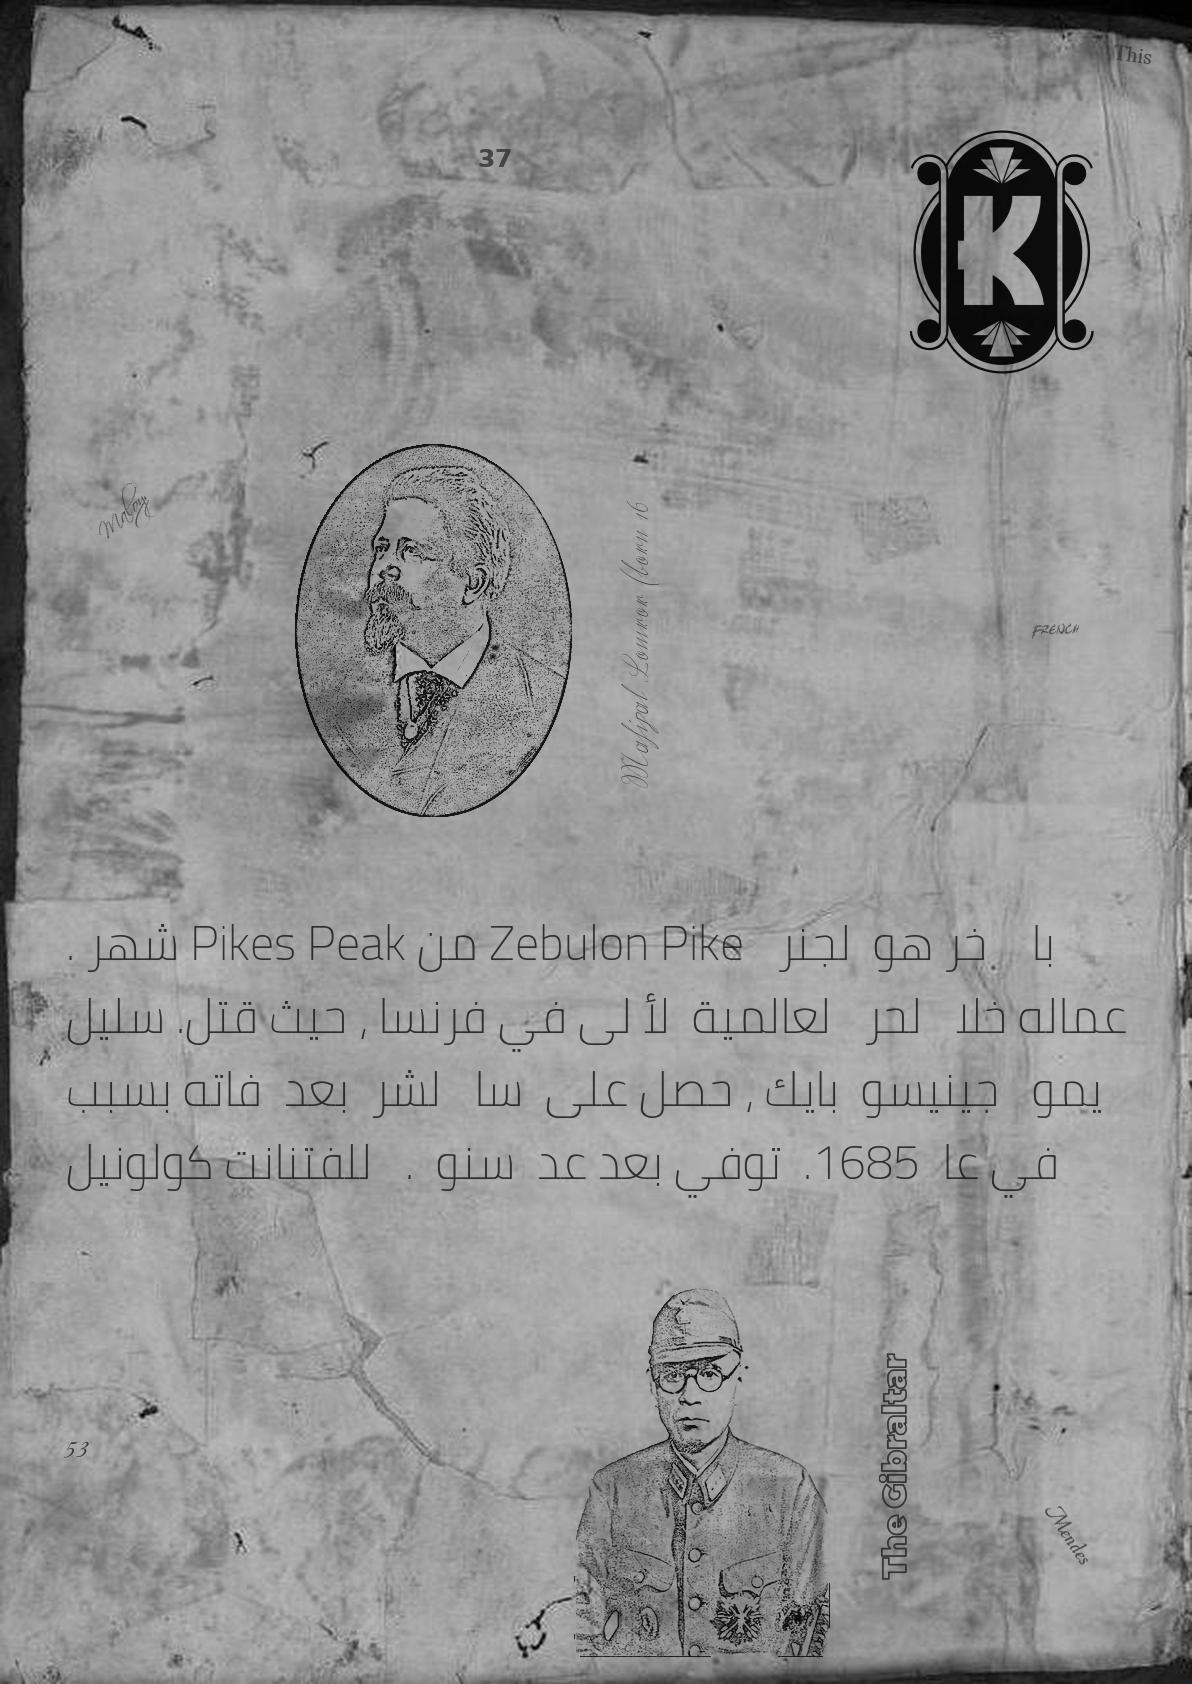 This
37
K
Malay
Mahipal Lomror (born 16
FRENCH
با خر هو لجنر Zebulon Pike من Pikes Peak شهر .
عماله خلا لحر لعالمية لأ لى في فرنسا , حيث قتل. سليل
يمو جينيسو بايك , حصل على سا لشر بعد فاته بسبب
في عا 1685. توفي بعد عد سنو . للفتنانت كولونيل
The Gibraltar
53
Mendes